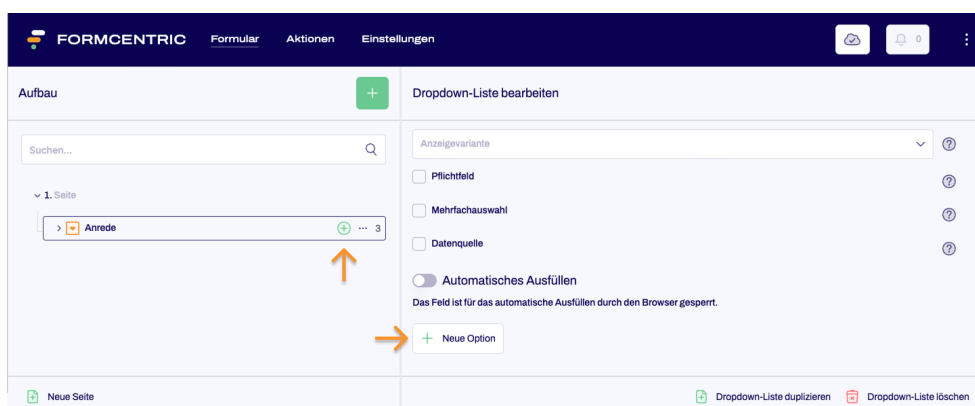 FORMCENTRIC Formular Aktionen Einstellungen 0
Aufbau
Dropdown-Liste bearbeiten
Suchen...
Anzeigevariante
Pflichtfeld
1. Seite
Mehrfachauswahl
Anrede ... 3
Datenquelle
Automatisches Ausfüllen
Das Feld ist für das automatische Ausfüllen durch den Browser gesperrt.
Neue Option
Neue Seite
Dropdown-Liste duplizieren
Dropdown-Liste löschen